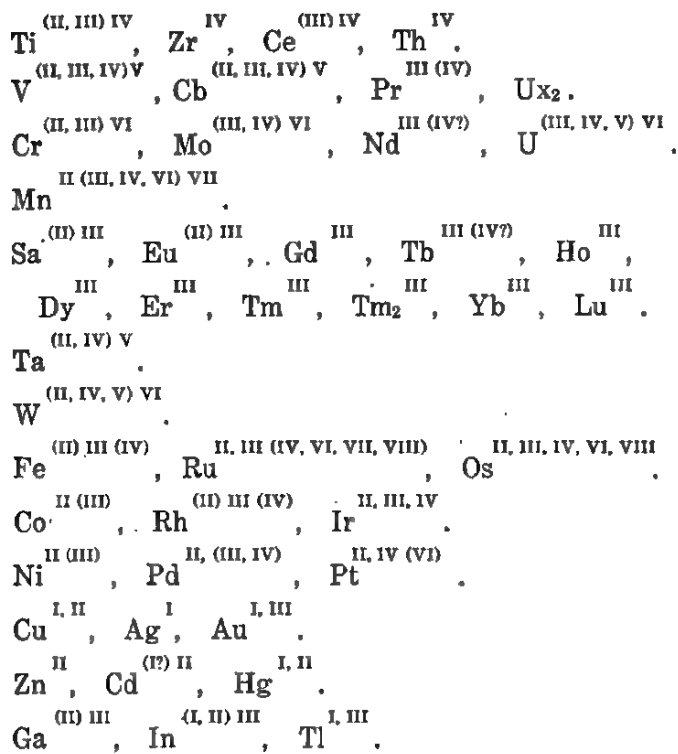 Ti (II, III) IV, Zr IV, Ce (III) IV, Th IV.
V (II, III, IV) V, Cb (II, III, IV) V, Pr III (IV), Ux₂.
Cr (II, III) VI, Mo (III, IV) VI, Nd III (IV?), U (III, IV, V) VI.
Mn II (III, IV, VI) VII.
Sa (II) III, Eu (II) III, Gd III, Tb III (IV?), Ho III,
Dy III, Er III, Tm III, Tm₂ III, Yb III, Lu III.
Ta (II, IV) V.
W (II, IV, V) VI.
Fe (II) III (IV), Ru II, III (IV, VI, VII, VIII), Os II, III, IV, VI, VIII.
Co II (III), Rh (II) III (IV), Ir II, III, IV.
Ni II (III), Pd II, (III, IV), Pt II, IV (VI).
Cu I, II, Ag I, Au I, III.
Zn II, Cd (I?) II, Hg I, II.
Ga (II) III, In (I, II) III, Tl I, III.